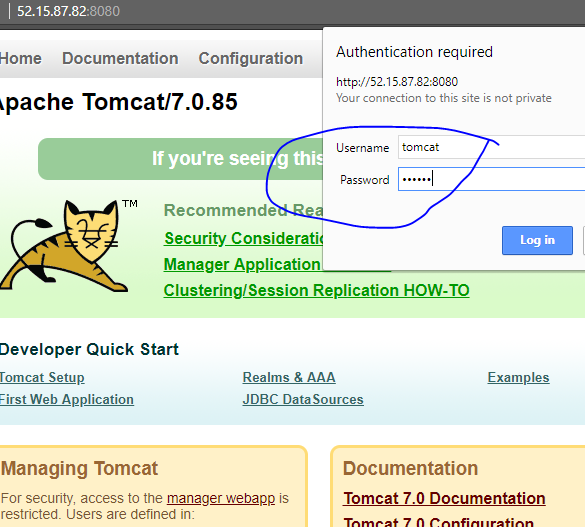 52.15.87.82:8080
Home Documentation Configuration
Authentication required
http://52.15.87.82:8080
Your connection to this site is not private
Username tomcat
Password ••••••
Log in
Apache Tomcat/7.0.85
If you're seeing this
TM
Recommended Rea
Security Consideratio
Manager Application
Clustering/Session Replication HOW-TO
Developer Quick Start
Tomcat Setup
Realms & AAA
Examples
First Web Application
JDBC DataSources
Managing Tomcat
For security, access to the manager webapp is
restricted. Users are defined in:
Documentation
Tomcat 7.0 Documentation
Tomcat 7.0 Configuration